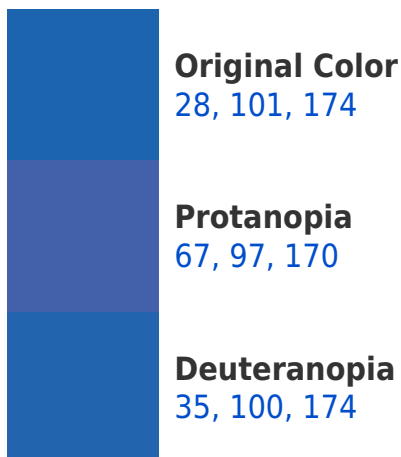 Original Color
28, 101, 174
Protanopia
67, 97, 170
Deuteranopia
35, 100, 174